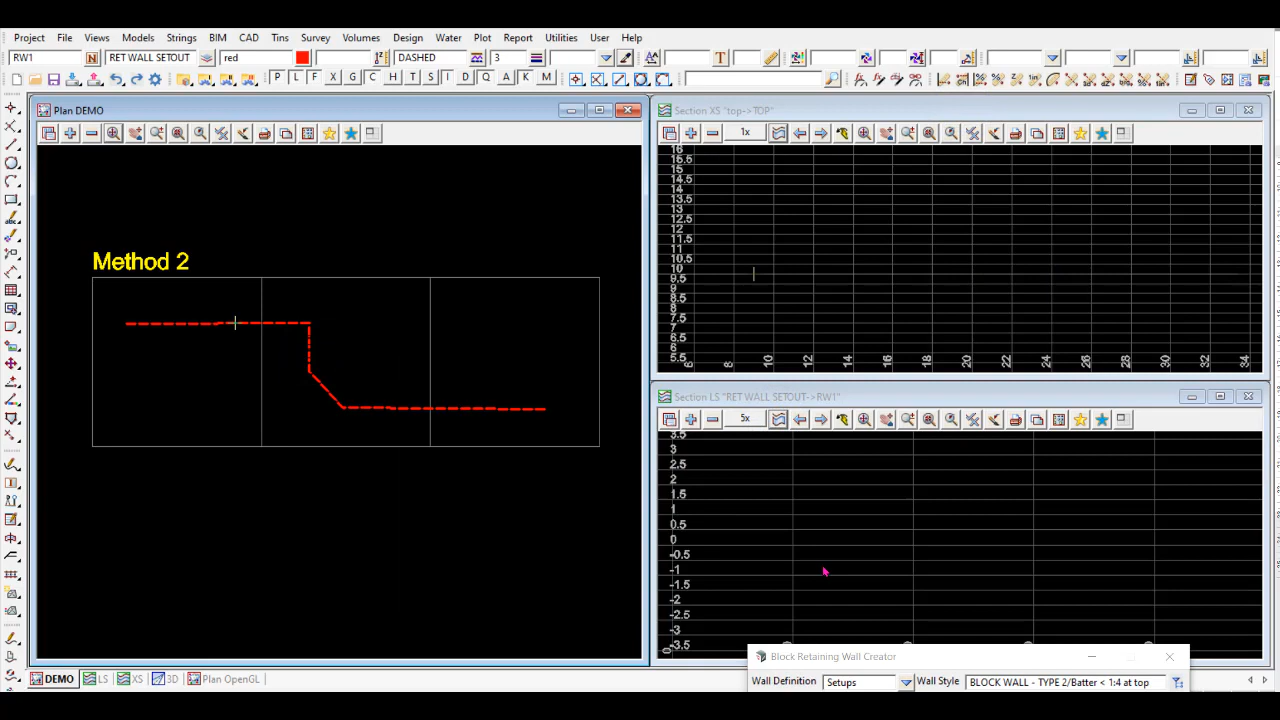 Project File Models Strings Views CAD BIM Tins Survey Volumes Design Water Plot Report Utilities User Help
RW1 N RET WALL SETOUT red DASHED 3 T
P L F X G C H T S I D Q A K M
Plan DEMO
Section XS "top->TOP"
1x
16
16.5
15
14.5
14
13.5
13
12.5
12
11.5
11
10.5
10
9.5
9
8.5
8
7.5
7
6.5
6
5.5
6 8 10 12 14 16 18 20 22 24 26 28 30 32 34
Method 2
Section LS "RET WALL SETOUT->RW1"
5x
3.5
3
2.5
2
1.5
1
0.5
0
-0.5
-1
-1.5
-2
-2.5
-3
-3.5
Block Retaining Wall Creator
Wall Definition Setups Wall Style BLOCK WALL - TYPE 2/Batter < 1:4 at top
DEMO LS XS 3D Plan OpenGL